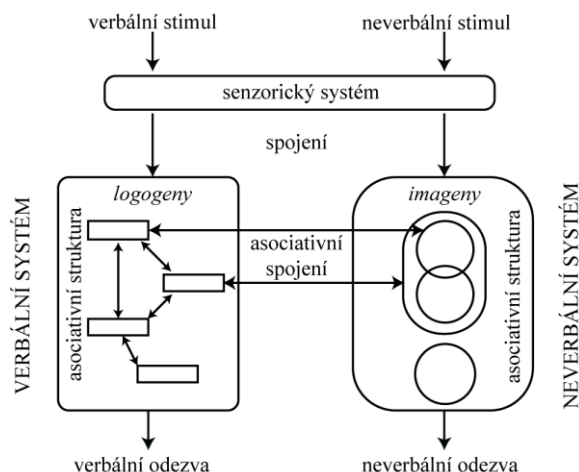 verbální stimul
neverbální stimul
senzorický systém
spojení
VERBÁLNÍ SYSTÉM
asociativní struktura
logogeny
asociativní
spojení
imageny
asociativní struktura
NEVERBÁLNÍ SYSTÉM
verbální odezva
neverbální odezva